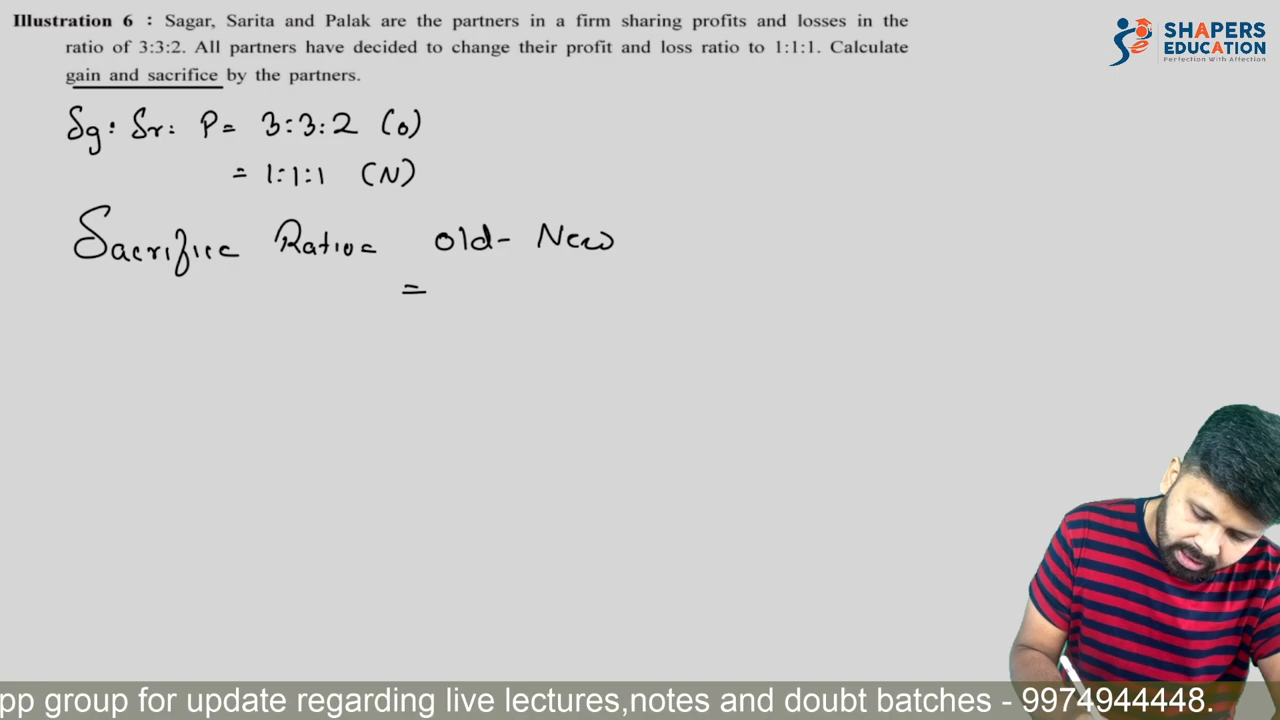 Illustration 6 : Sagar, Sarita and Palak are the partners in a firm sharing profits and losses in the
ratio of 3:3:2. All partners have decided to change their profit and loss ratio to 1:1:1. Calculate
gain and sacrifice by the partners.
SHAPERS
EDUCATION
Perfection With Affection
Sg: Sr: P= 3:3:2 (O)
= 1:1:1 (N)
Sacrifice Ratio= Old- New
=
pp group for update regarding live lectures,notes and doubt batches - 9974944448.